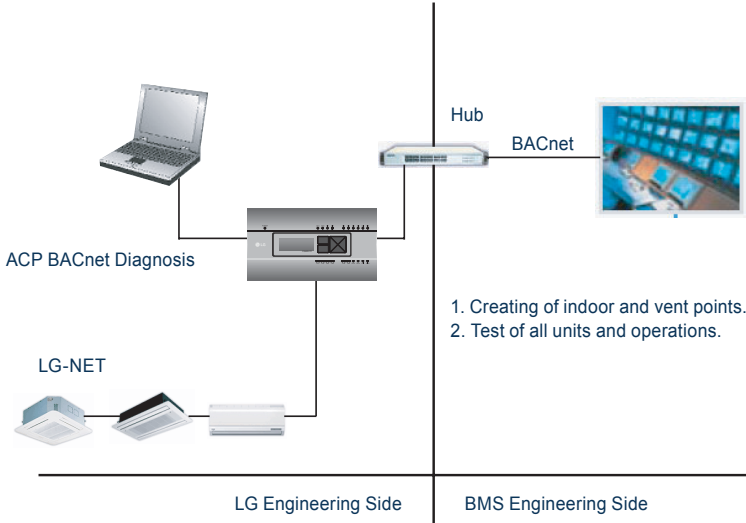 Hub
BACnet
ACP BACnet Diagnosis
1. Creating of indoor and vent points.
2. Test of all units and operations.
LG-NET
LG Engineering Side
BMS Engineering Side